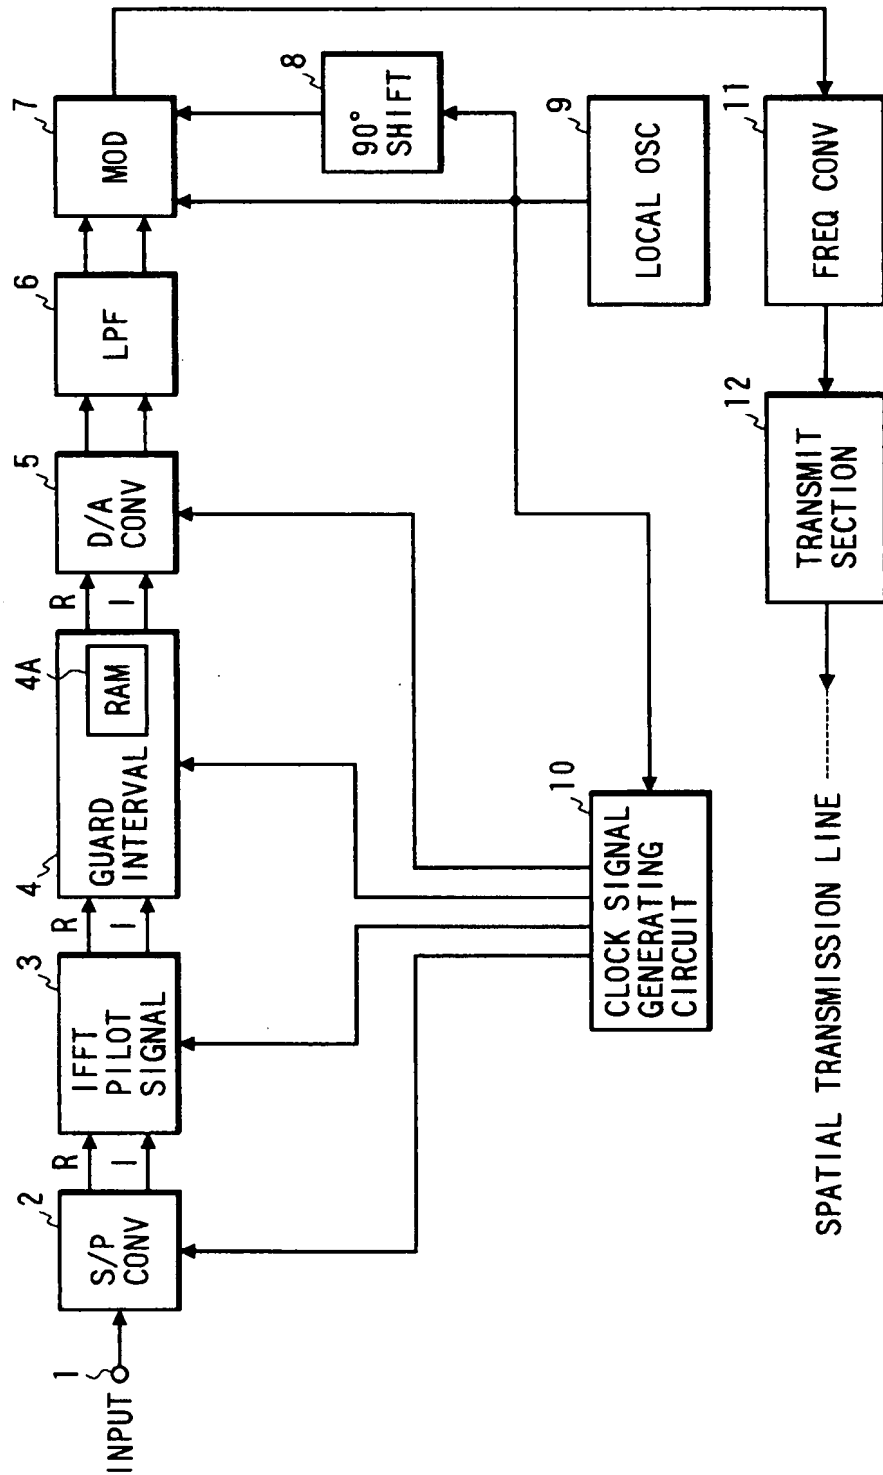 INPUT
1
2
S/P
CONV
R
I
3
IFFT
PILOT
SIGNAL
R
I
4
GUARD
INTERVAL
4A
RAM
R
I
5
D/A
CONV
6
LPF
7
MOD
8
90°
SHIFT
9
LOCAL OSC
10
CLOCK SIGNAL
GENERATING
CIRCUIT
11
FREQ CONV
12
TRANSMIT
SECTION
SPATIAL TRANSMISSION LINE